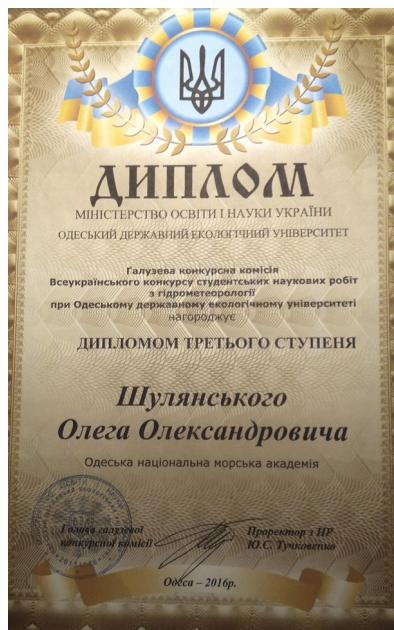 ДИПЛОМ
МІНІСТЕРСТВО ОСВІТИ І НАУКИ УКРАЇНИ
ОДЕСЬКИЙ ДЕРЖАВНИЙ ЕКОЛОГІЧНИЙ УНІВЕРСИТЕТ
Галузева конкурсна комісія
Всеукраїнського конкурсу студентських наукових робіт
з гідрометеорології
при Одеському державному екологічному університеті
нагороджує
ДИПЛОМОМ ТРЕТЬОГО СТУПЕНЯ
Шулянського
Олега Олександровича
Одеська національна морська академія
Голова галузевої
конкурсної комісії
Проректор з НР
Ю.С. Тучковенко
Одеса – 2016р.